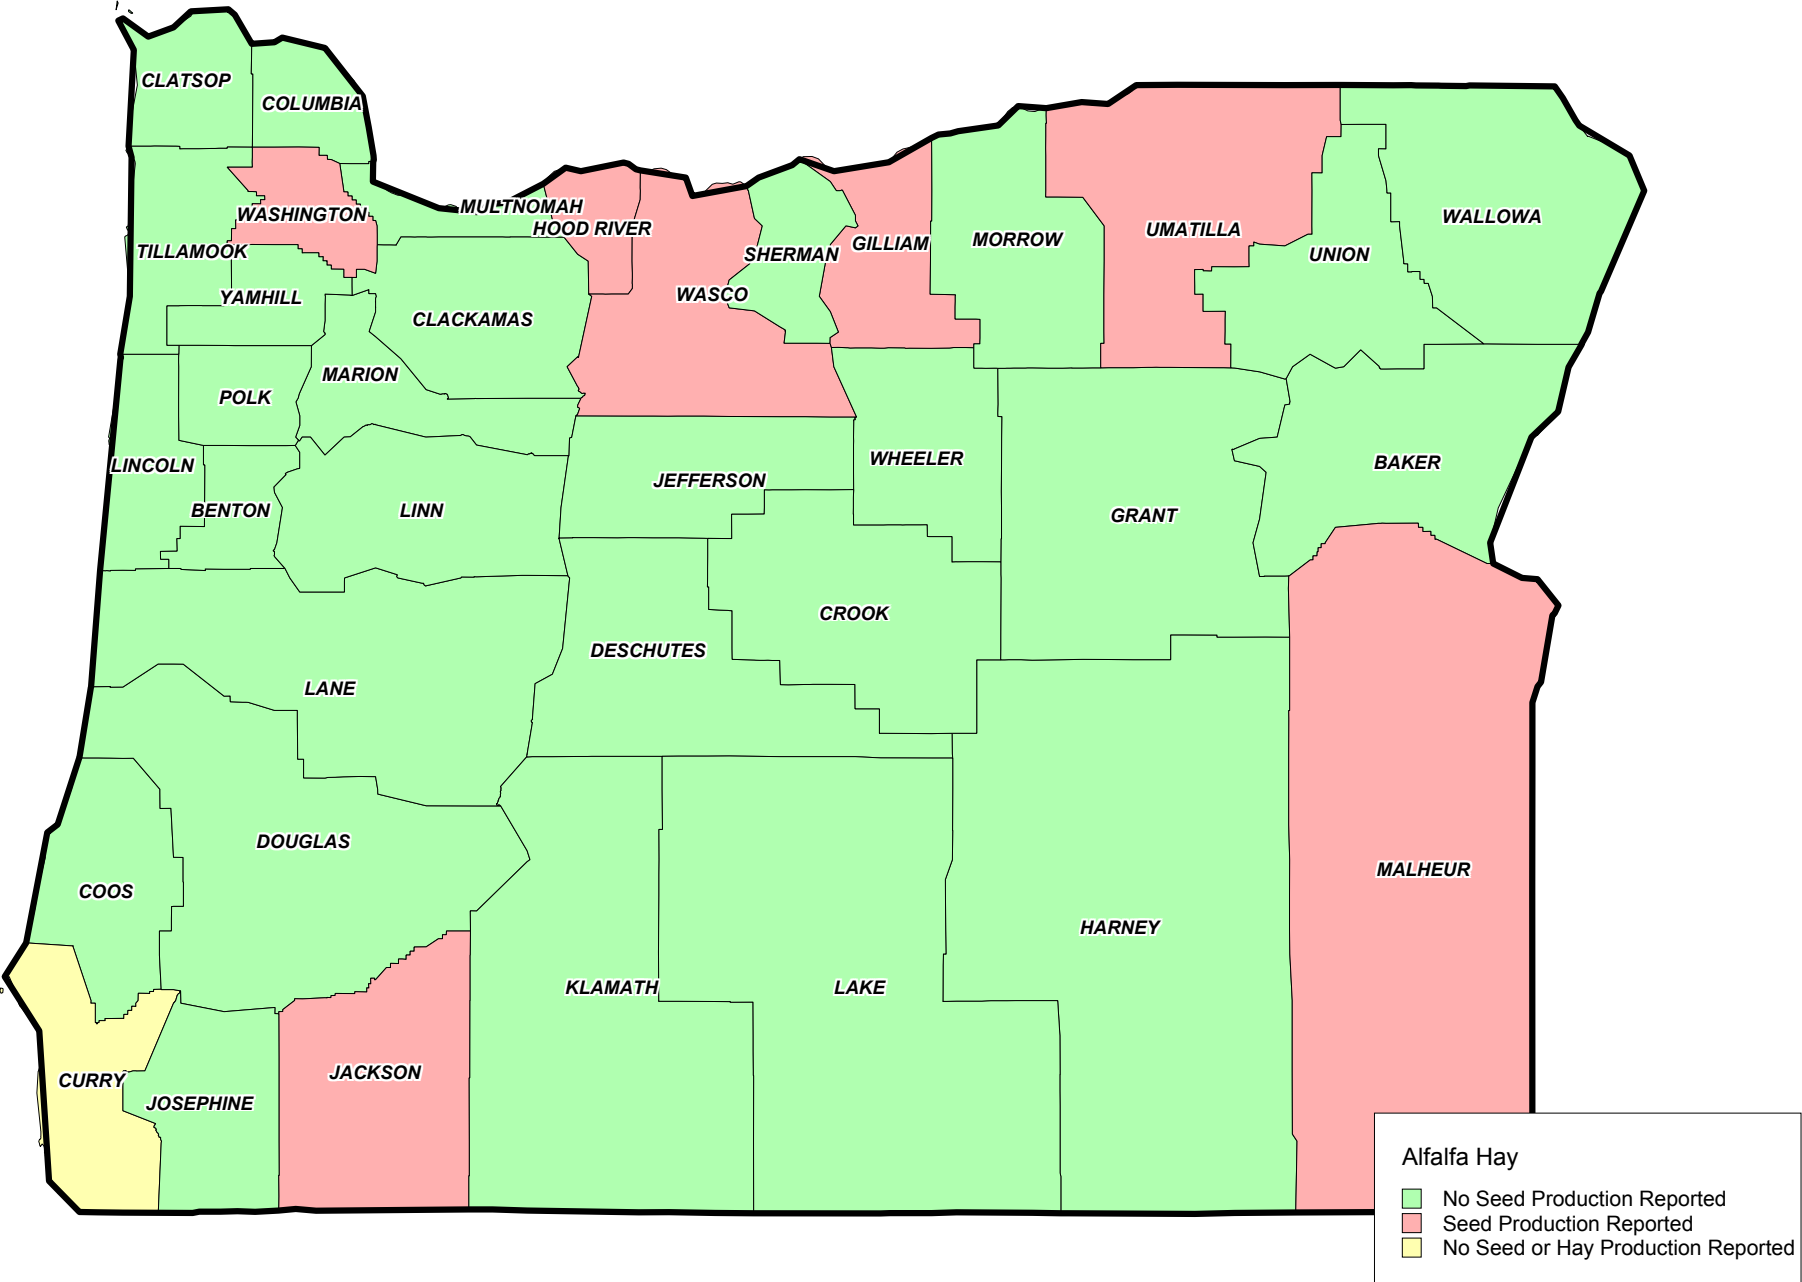 CLATSOP
COLUMBIA
WASHINGTON
MULTNOMAH
HOOD RIVER
TILLAMOOK
YAMHILL
CLACKAMAS
WASCO
SHERMAN
GILLIAM
MORROW
UMATILLA
UNION
WALLOWA
MARION
POLK
LINCOLN
BENTON
LINN
JEFFERSON
WHEELER
GRANT
BAKER
CROOK
DESCHUTES
LANE
DOUGLAS
COOS
MALHEUR
HARNEY
KLAMATH
LAKE
CURRY
JOSEPHINE
JACKSON
Alfalfa Hay
No Seed Production Reported
Seed Production Reported
No Seed or Hay Production Reported